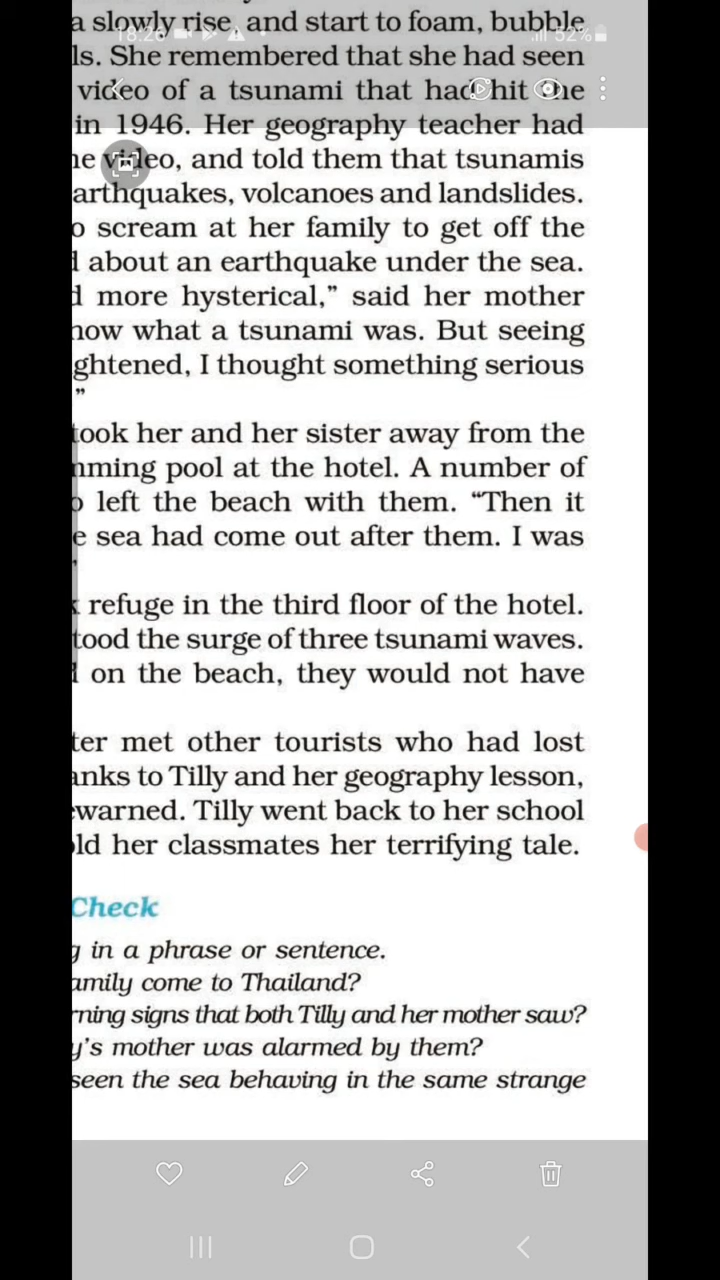 18:26 52%
a slowly rise, and start to foam, bubble
ls. She remembered that she had seen
video of a tsunami that had hit the
in 1946. Her geography teacher had
he video, and told them that tsunamis
arthquakes, volcanoes and landslides.
o scream at her family to get off the
d about an earthquake under the sea.
d more hysterical,” said her mother
now what a tsunami was. But seeing
ghtened, I thought something serious
”
took her and her sister away from the
mming pool at the hotel. A number of
o left the beach with them. “Then it
e sea had come out after them. I was
k refuge in the third floor of the hotel.
tood the surge of three tsunami waves.
d on the beach, they would not have
ter met other tourists who had lost
anks to Tilly and her geography lesson,
ewarned. Tilly went back to her school
old her classmates her terrifying tale.
Check
g in a phrase or sentence.
amily come to Thailand?
rning signs that both Tilly and her mother saw?
y’s mother was alarmed by them?
seen the sea behaving in the same strange